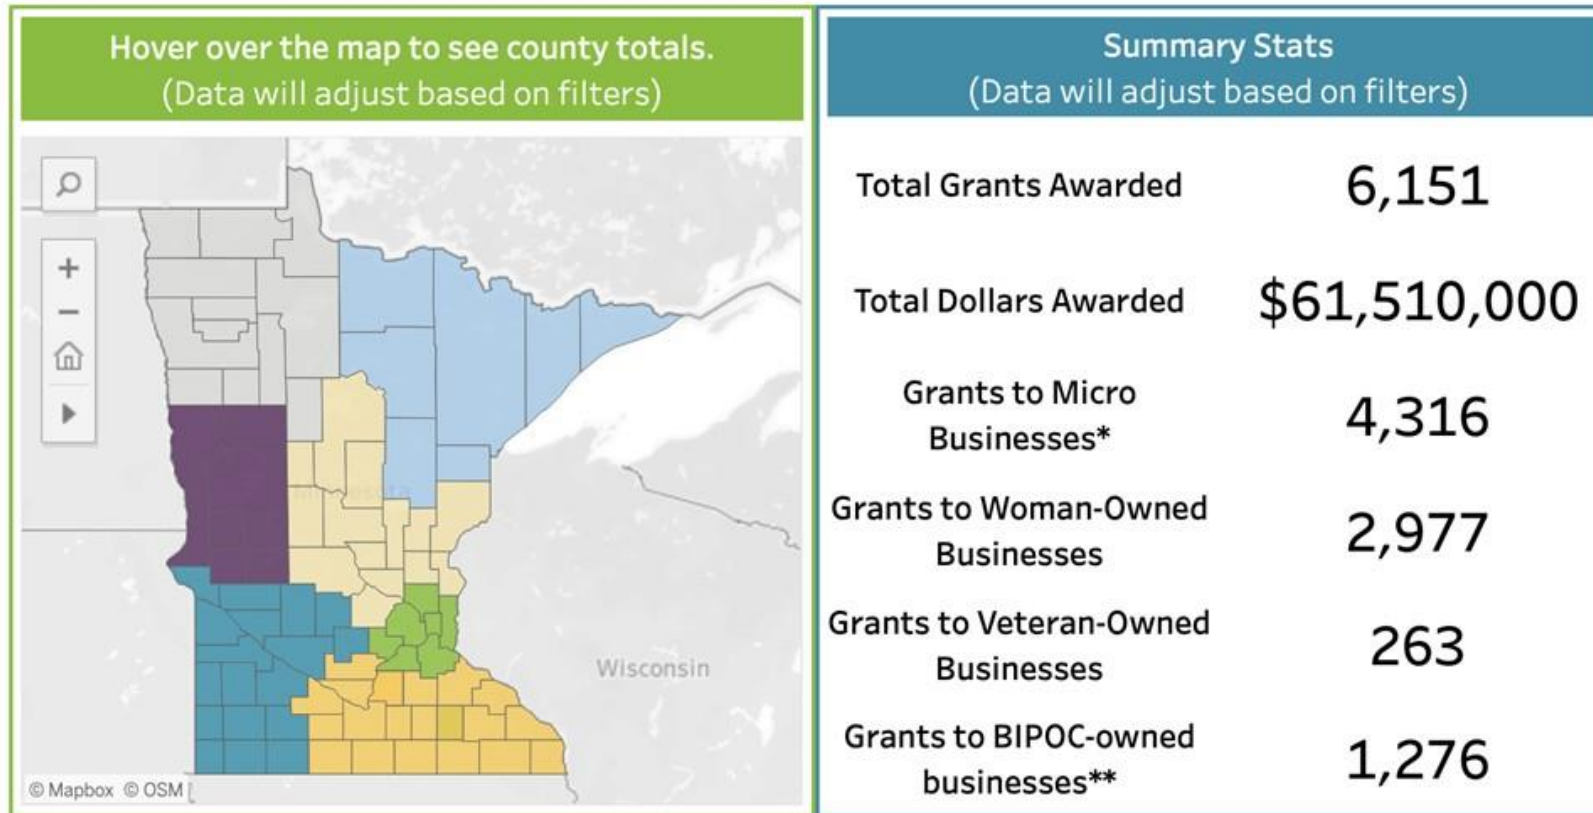 Hover over the map to see county totals.
(Data will adjust based on filters)
Minnesota
Wisconsin
© Mapbox © OSM
Summary Stats
(Data will adjust based on filters)
Total Grants Awarded 6,151
Total Dollars Awarded $61,510,000
Grants to Micro
Businesses* 4,316
Grants to Woman-Owned
Businesses 2,977
Grants to Veteran-Owned
Businesses 263
Grants to BIPOC-owned
businesses** 1,276